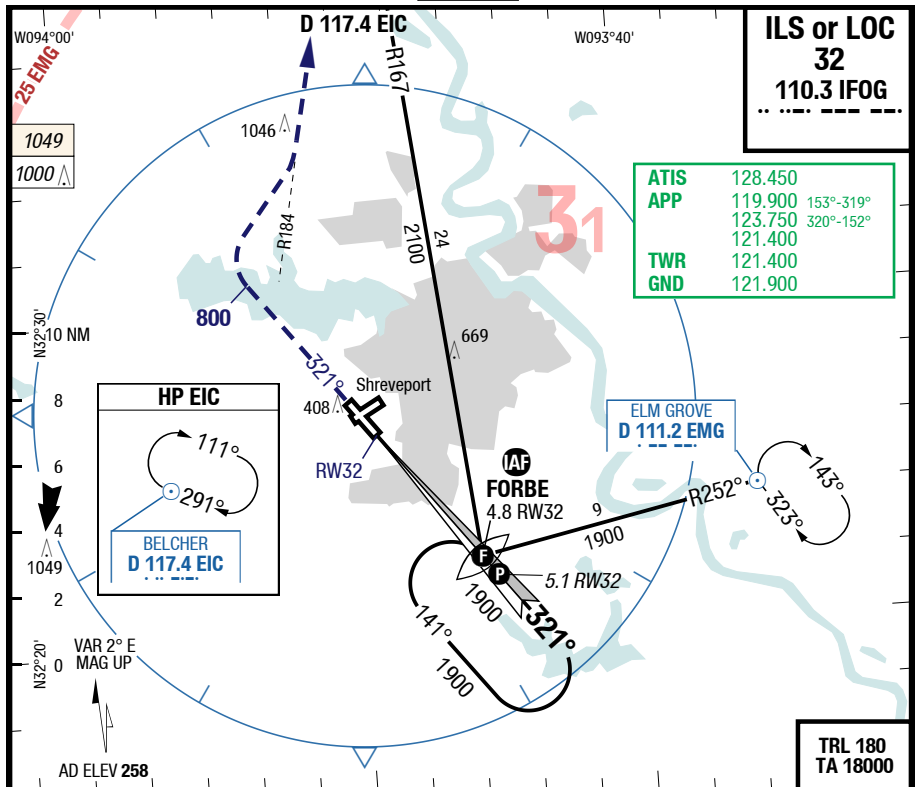 D 117.4 EIC
W094°00'
W093°40'
ILS or LOC
32
110.3 IFOG
25 EMG
R167
1049
1000
1046
R184
24
2100
31
ATIS 128.450
APP 119.900 153°-319°
123.750 320°-152°
121.400
TWR 121.400
GND 121.900
800
N32°30'
10 NM
669
321°
Shreveport
408
8
HP EIC
111°
291°
BELCHER
D 117.4 EIC
RW32
IAF
FORBE
4.8 RW32
ELM GROVE
D 111.2 EMG
R252°
143°
323°
9
1900
6
4
1049
2
F
P
5.1 RW32
1900
321°
141°
1900
N32°20'
0
VAR 2° E
MAG UP
AD ELEV 258
TRL 180
TA 18000